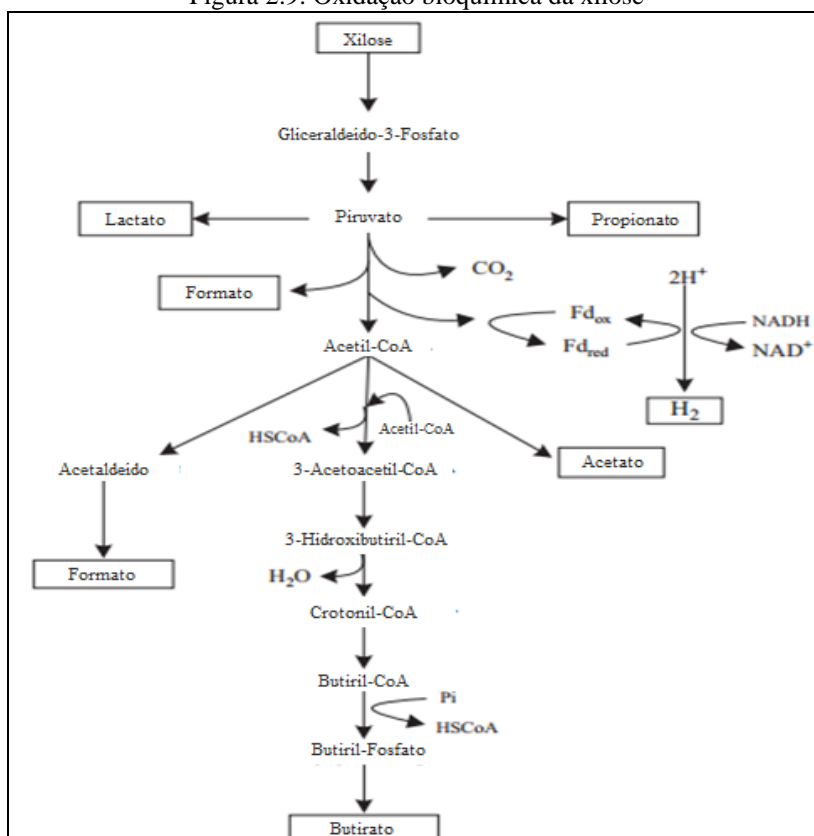 Figura 2.9: Oxidação bioquímica da xilose
Xilose
Gliceraldeido-3-Fosfato
Lactato
Piruvato
Propionato
CO2
2H+
Formato
Fdox
NADH
Fdred
NAD+
Acetil-CoA
H2
HSCoA
Acetil-CoA
Acetaldeido
3-Acetoacetil-CoA
Acetato
3-Hidroxibutiril-CoA
Formato
H2O
Crotonil-CoA
Butiril-CoA
Pi
HSCoA
Butiril-Fosfato
Butirato